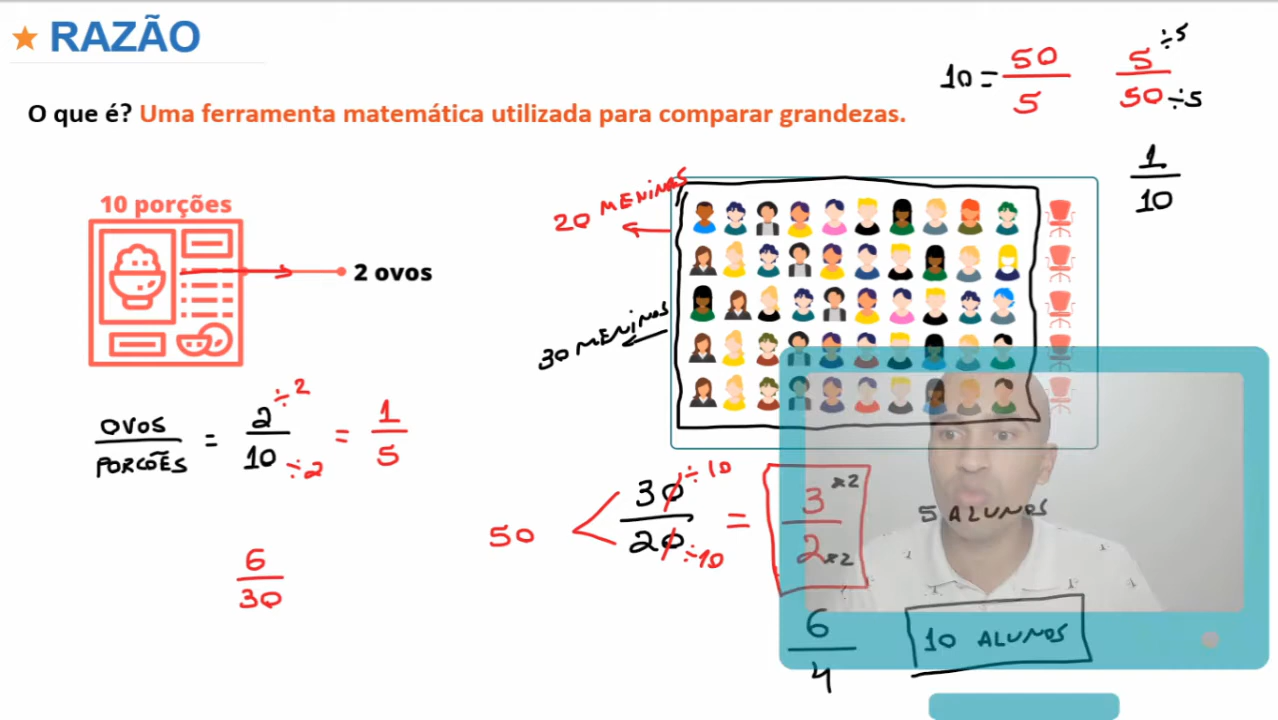 RAZÃO
O que é? Uma ferramenta matemática utilizada para comparar grandezas.
10 = 50/5
5/50 ÷5 ÷5
1/10
10 porções
2 ovos
20 MENINAS
30 MENINOS
OVOS/PORÇÕES = 2/10 ÷2 ÷2 = 1/5
6/30
50 < 30/20 ÷10 ÷10 = 3/2 ×2 ×2
5 ALUNOS
6/4
10 ALUNOS